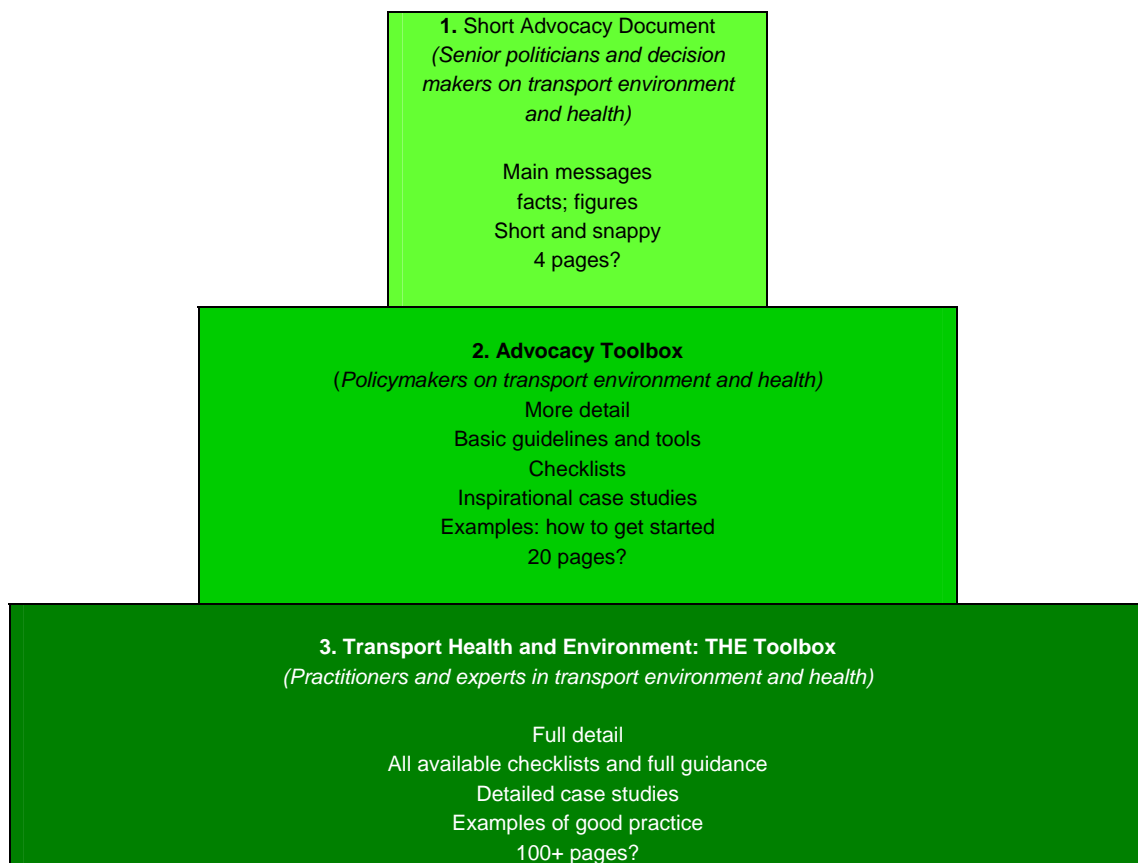 1. Short Advocacy Document
(Senior politicians and decision
makers on transport environment
and health)
Main messages
facts; figures
Short and snappy
4 pages?
2. Advocacy Toolbox
(Policymakers on transport environment and health)
More detail
Basic guidelines and tools
Checklists
Inspirational case studies
Examples: how to get started
20 pages?
3. Transport Health and Environment: THE Toolbox
(Practitioners and experts in transport environment and health)
Full detail
All available checklists and full guidance
Detailed case studies
Examples of good practice
100+ pages?